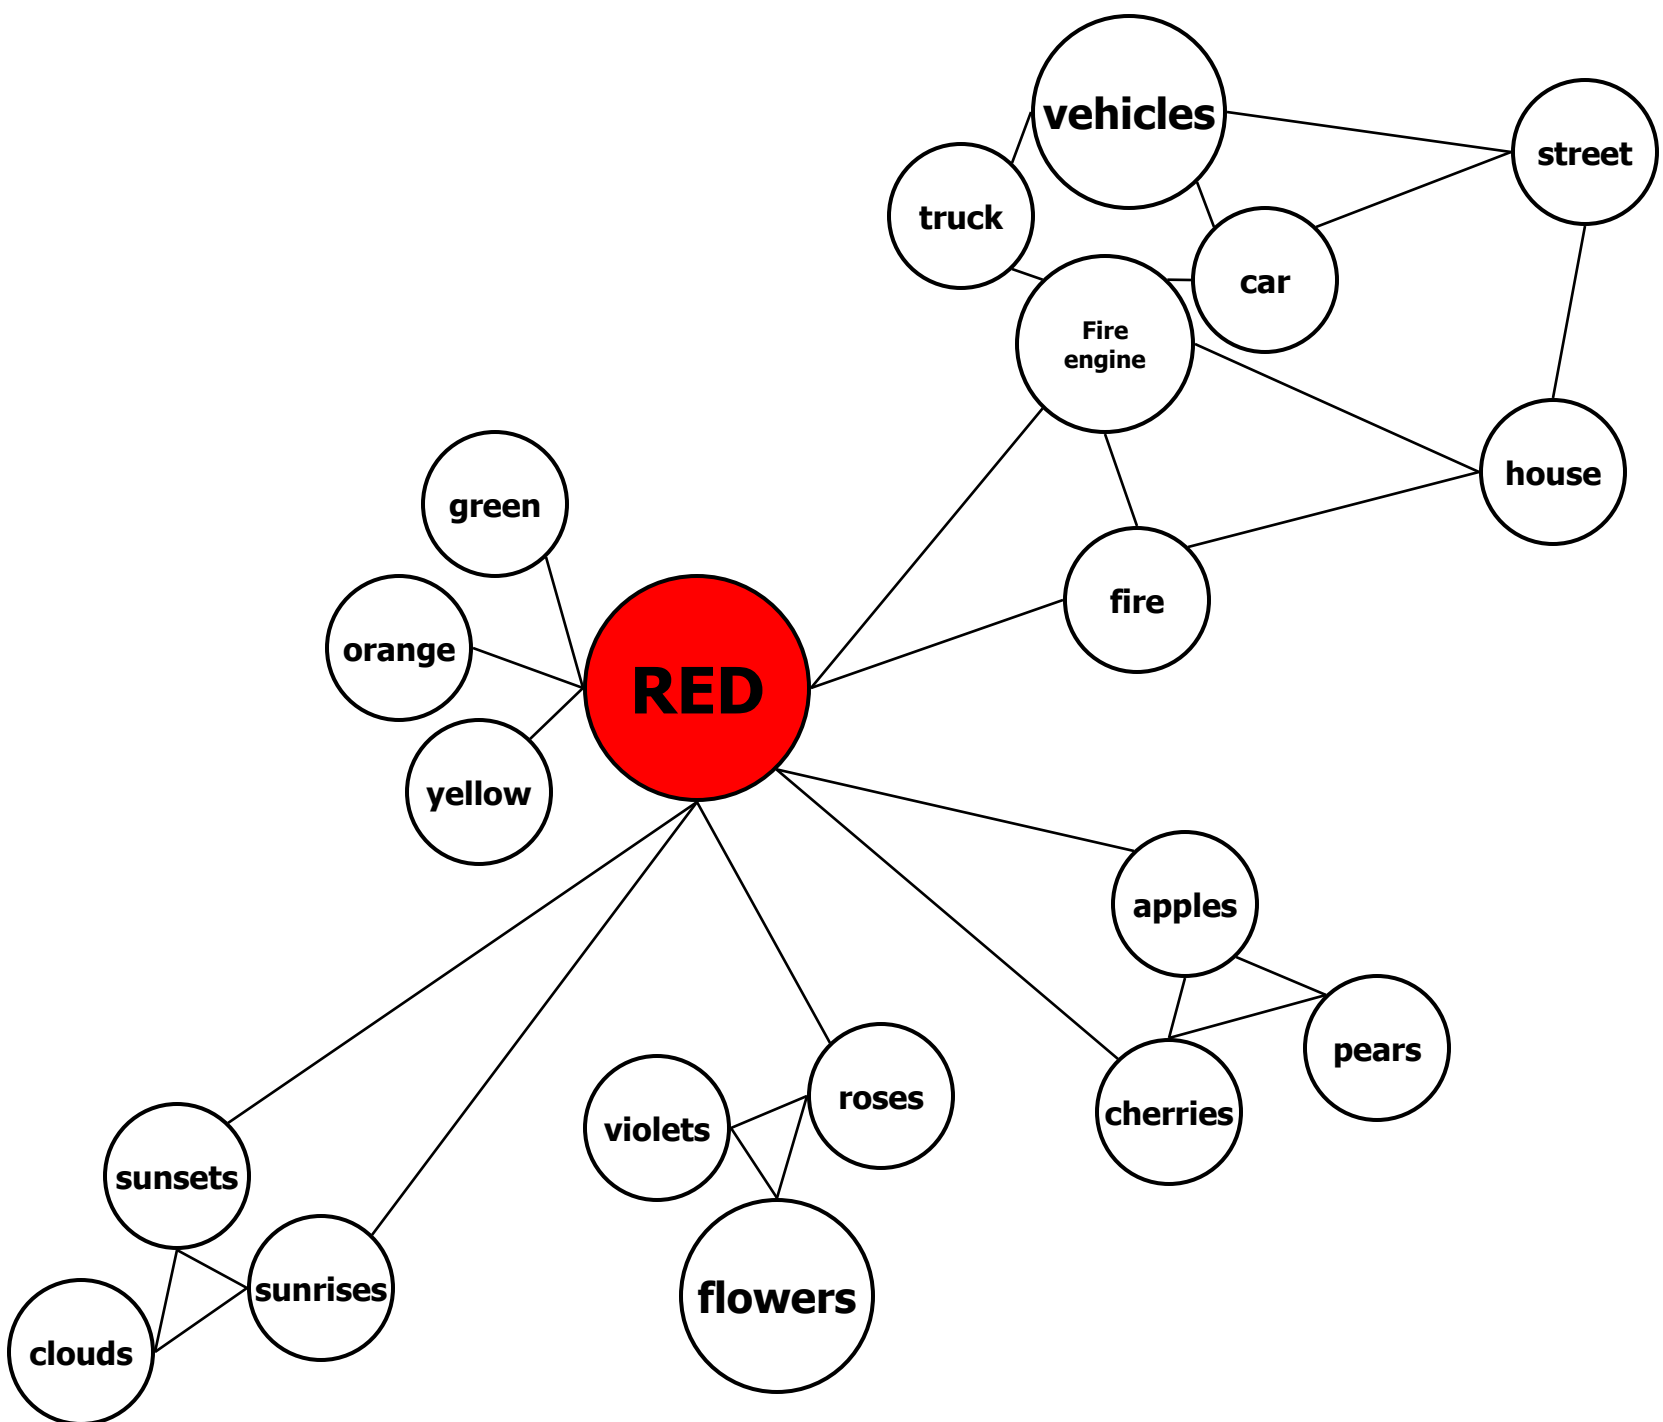 vehicles
street
truck
car
Fire
engine
house
green
fire
orange
RED
yellow
apples
pears
roses
cherries
violets
sunsets
sunrises
flowers
clouds